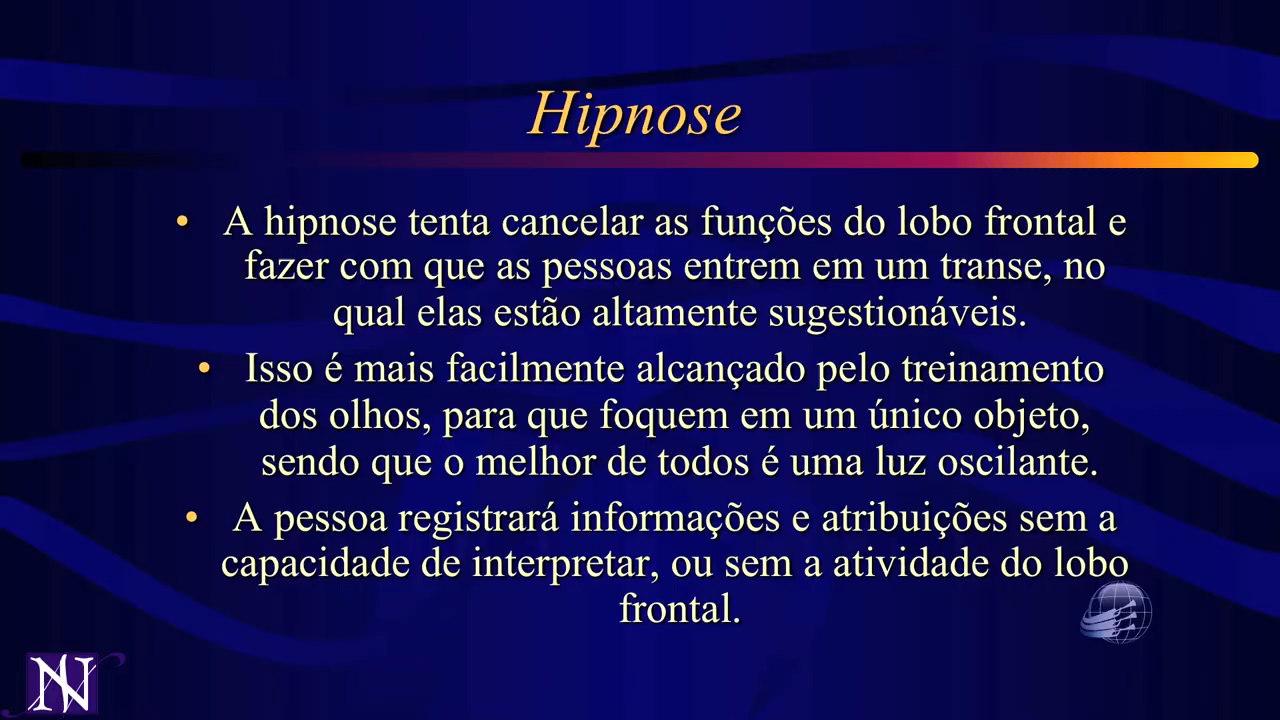 Hipnose
• A hipnose tenta cancelar as funções do lobo frontal e
fazer com que as pessoas entrem em um transe, no
qual elas estão altamente sugestionáveis.
• Isso é mais facilmente alcançado pelo treinamento
dos olhos, para que foquem em um único objeto,
sendo que o melhor de todos é uma luz oscilante.
• A pessoa registrará informações e atribuições sem a
capacidade de interpretar, ou sem a atividade do lobo
frontal.
N